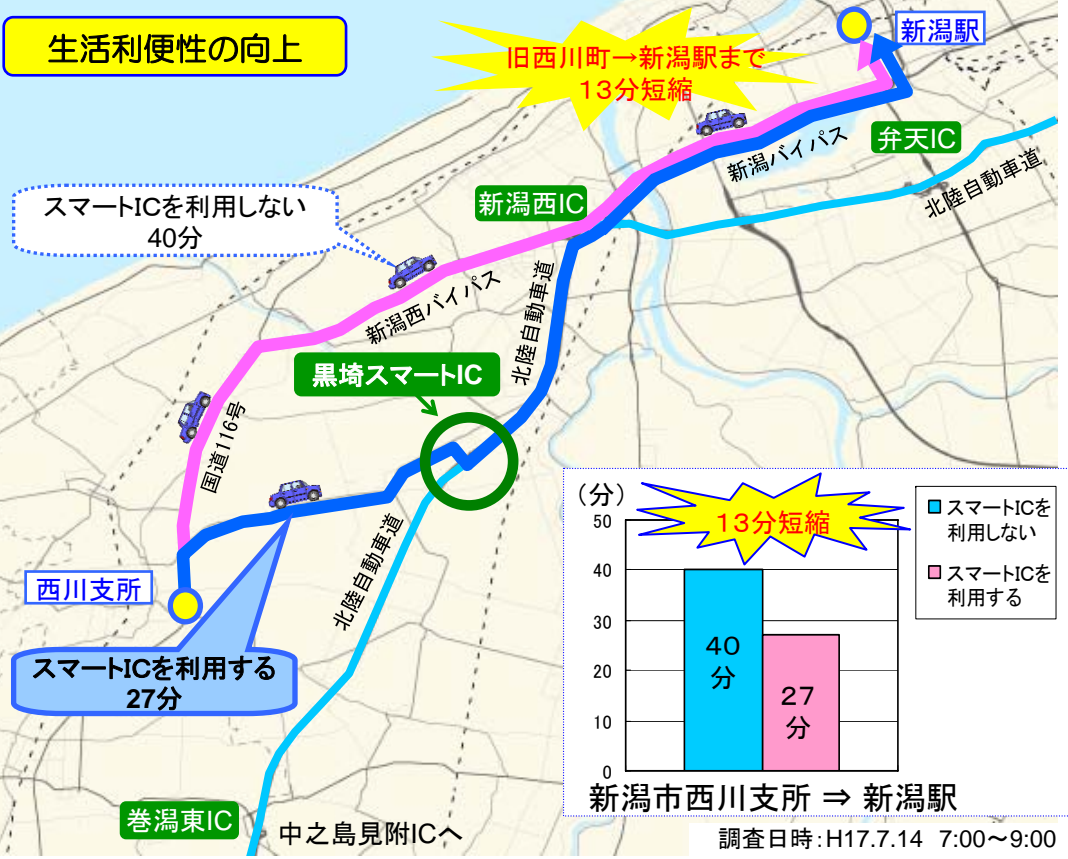 生活利便性の向上
旧西川町→新潟駅まで
13分短縮
新潟駅
弁天IC
新潟バイパス
北陸自動車道
新潟西IC
スマートICを利用しない
40分
新潟西バイパス
北陸自動車道
黒埼スマートIC
国道116号
北陸自動車道
西川支所
スマートICを利用する
27分
巻潟東IC
中之島見附ICへ
（分）
13分短縮
50
40
30
20
10
0
40
分
27
分
スマートICを
利用しない
スマートICを
利用する
新潟市西川支所 ⇒ 新潟駅
調査日時：H17.7.14 7:00～9:00